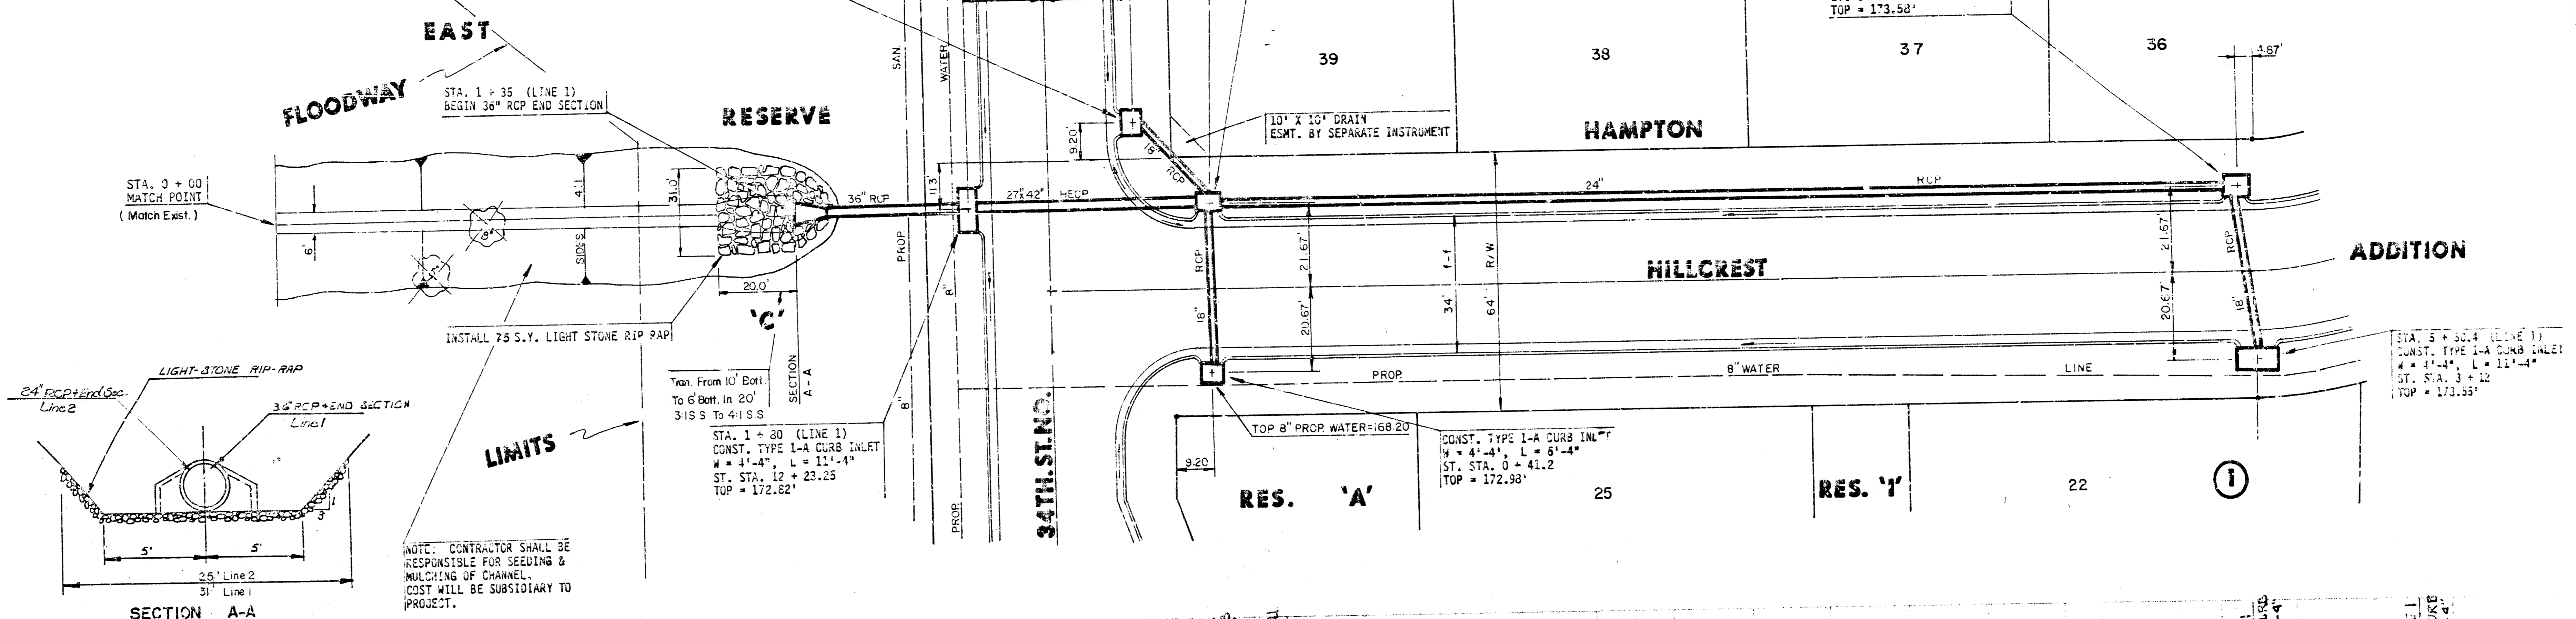 EAST
FLOODWAY
STA. 1 + 35 (LINE 1)
BEGIN 36" RCP END SECTION
RESERVE
SAN.
WATER
TOP = 173.58'
39
38
37
36
4.87'
10' X 10' DRAIN
ESMT. BY SEPARATE INSTRUMENT
HAMPTON
9.20'
18"
RCP
STA. 0 + 00
MATCH POINT
( Match Exist.)
6'
8"
4:1
SIDES
31.0'
36" RCP
11.3'
27"X 42" HECP
24"
RCP
PROP
20.0'
'C'
8"
RCP
18"
21.67'
20.67'
34' f-f
64' R/W
HILLCREST
21.67'
20.67'
RCP
18"
ADDITION
INSTALL 75 S.Y. LIGHT STONE RIP RAP
SECTION
A-A
Tran. From 10' Bott.
To 6' Bott. In 20'
3:1 S.S. To 4:1 S.S.
8"
PROP.
8" WATER
LINE
STA. 5 + 30.4 (LINE 1)
CONST. TYPE 1-A CURB INLET
W = 4'-4", L = 11'-4"
ST. STA. 3 + 12
TOP = 173.55'
LIGHT-STONE RIP-RAP
24" RCP+End Sec.
Line 2
36" RCP+END SECTION
Line 1
1
3
5'
5'
25' Line 2
31' Line 1
SECTION A-A
LIMITS
STA. 1 + 80 (LINE 1)
CONST. TYPE 1-A CURB INLET
W = 4'-4", L = 11'-4"
ST. STA. 12 + 23.25
TOP = 172.82'
NOTE: CONTRACTOR SHALL BE
RESPONSIBLE FOR SEEDING &
MULCHING OF CHANNEL.
COST WILL BE SUBSIDIARY TO
PROJECT.
PROP.
34TH. ST. NO.
TOP 8" PROP. WATER=168.20
9.20
CONST. TYPE 1-A CURB INLET
W = 4'-4", L = 6'-4"
ST. STA. 0 + 41.2
TOP = 172.98'
RES. 'A'
25
RES. '1'
22
1